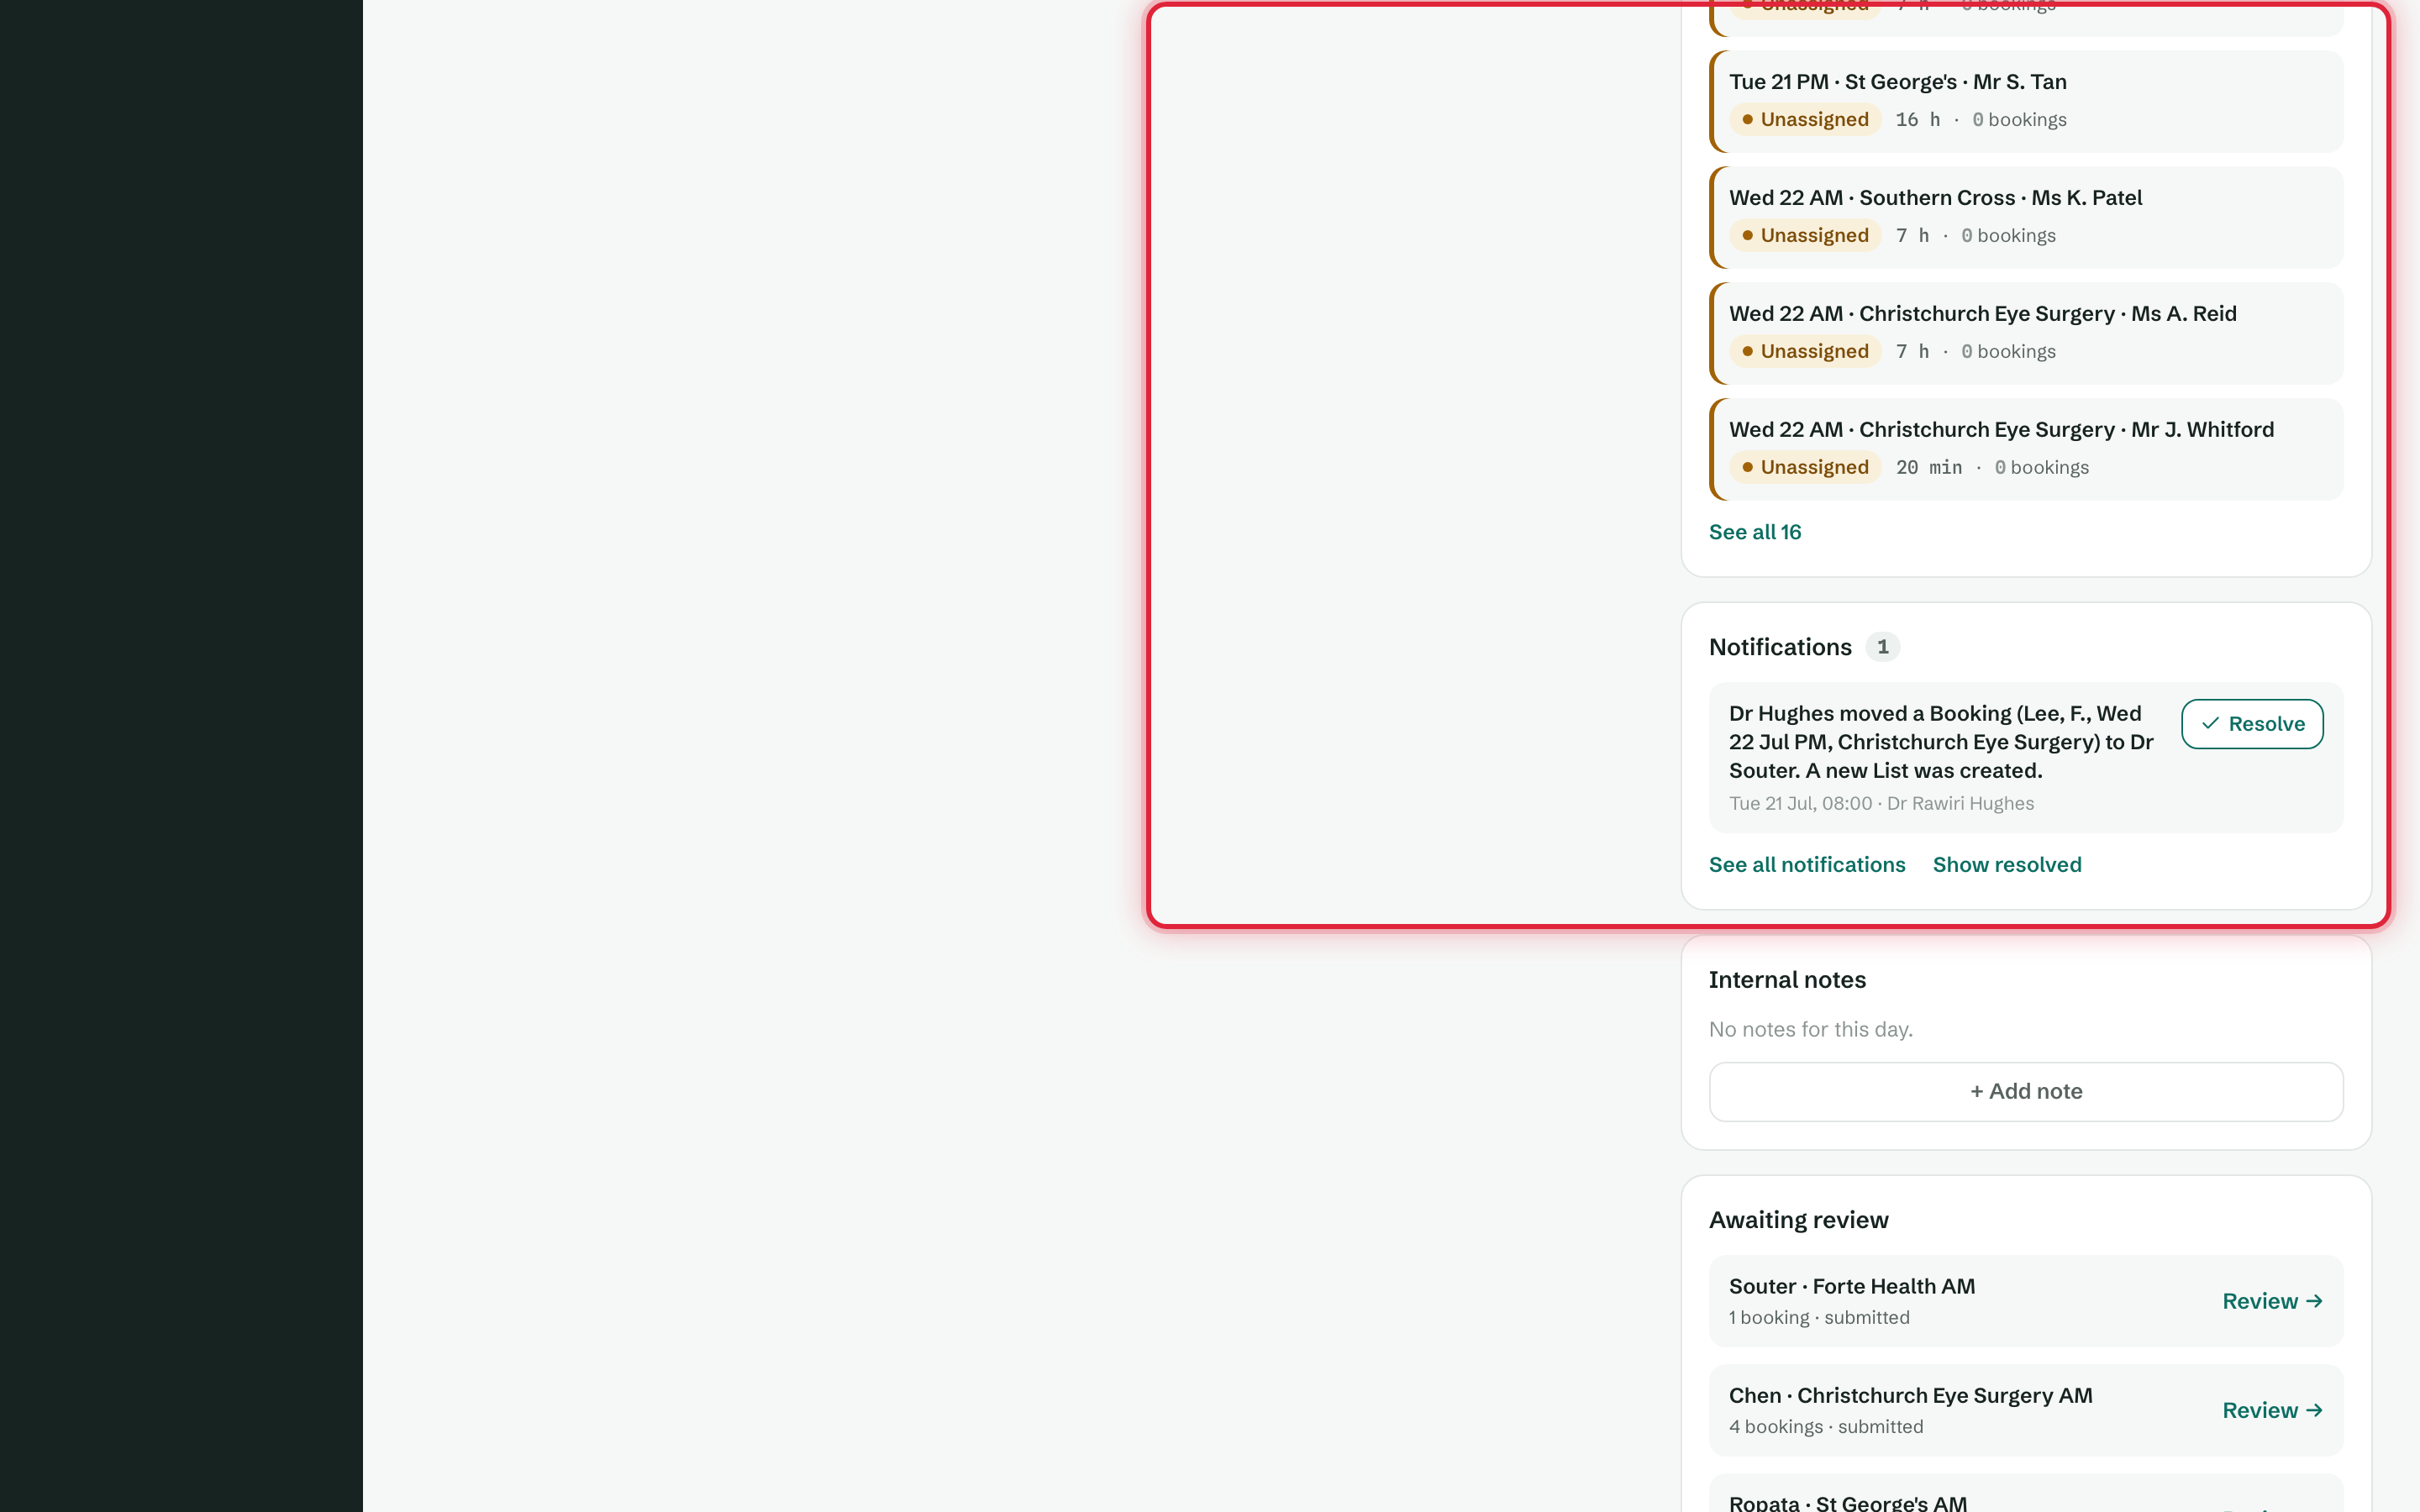 Unassigned 7 h · 0 bookings
Tue 21 PM · St George's · Mr S. Tan
Unassigned 16 h · 0 bookings
Wed 22 AM · Southern Cross · Ms K. Patel
Unassigned 7 h · 0 bookings
Wed 22 AM · Christchurch Eye Surgery · Ms A. Reid
Unassigned 7 h · 0 bookings
Wed 22 AM · Christchurch Eye Surgery · Mr J. Whitford
Unassigned 20 min · 0 bookings
See all 16
Notifications 1
Dr Hughes moved a Booking (Lee, F., Wed
22 Jul PM, Christchurch Eye Surgery) to Dr
Souter. A new List was created.
Resolve
Tue 21 Jul, 08:00 · Dr Rawiri Hughes
See all notifications Show resolved
Internal notes
No notes for this day.
+ Add note
Awaiting review
Souter · Forte Health AM
1 booking · submitted
Review →
Chen · Christchurch Eye Surgery AM
4 bookings · submitted
Review →
Ropata · St George's AM